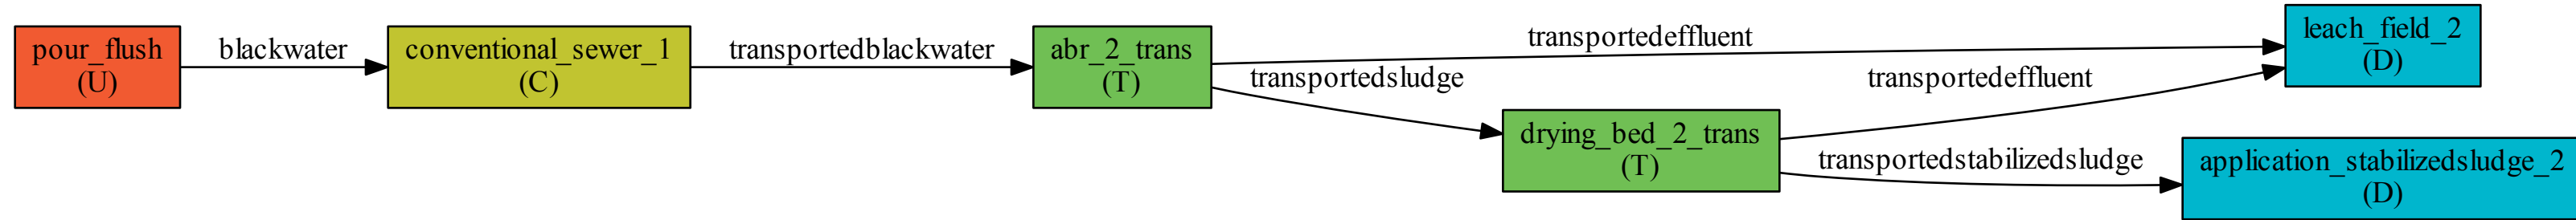 pour_flush
(U)
blackwater
conventional_sewer_1
(C)
transportedblackwater
abr_2_trans
(T)
transportedeffluent
transportedsludge
drying_bed_2_trans
(T)
transportedeffluent
transportedstabilizedsludge
leach_field_2
(D)
application_stabilizedsludge_2
(D)